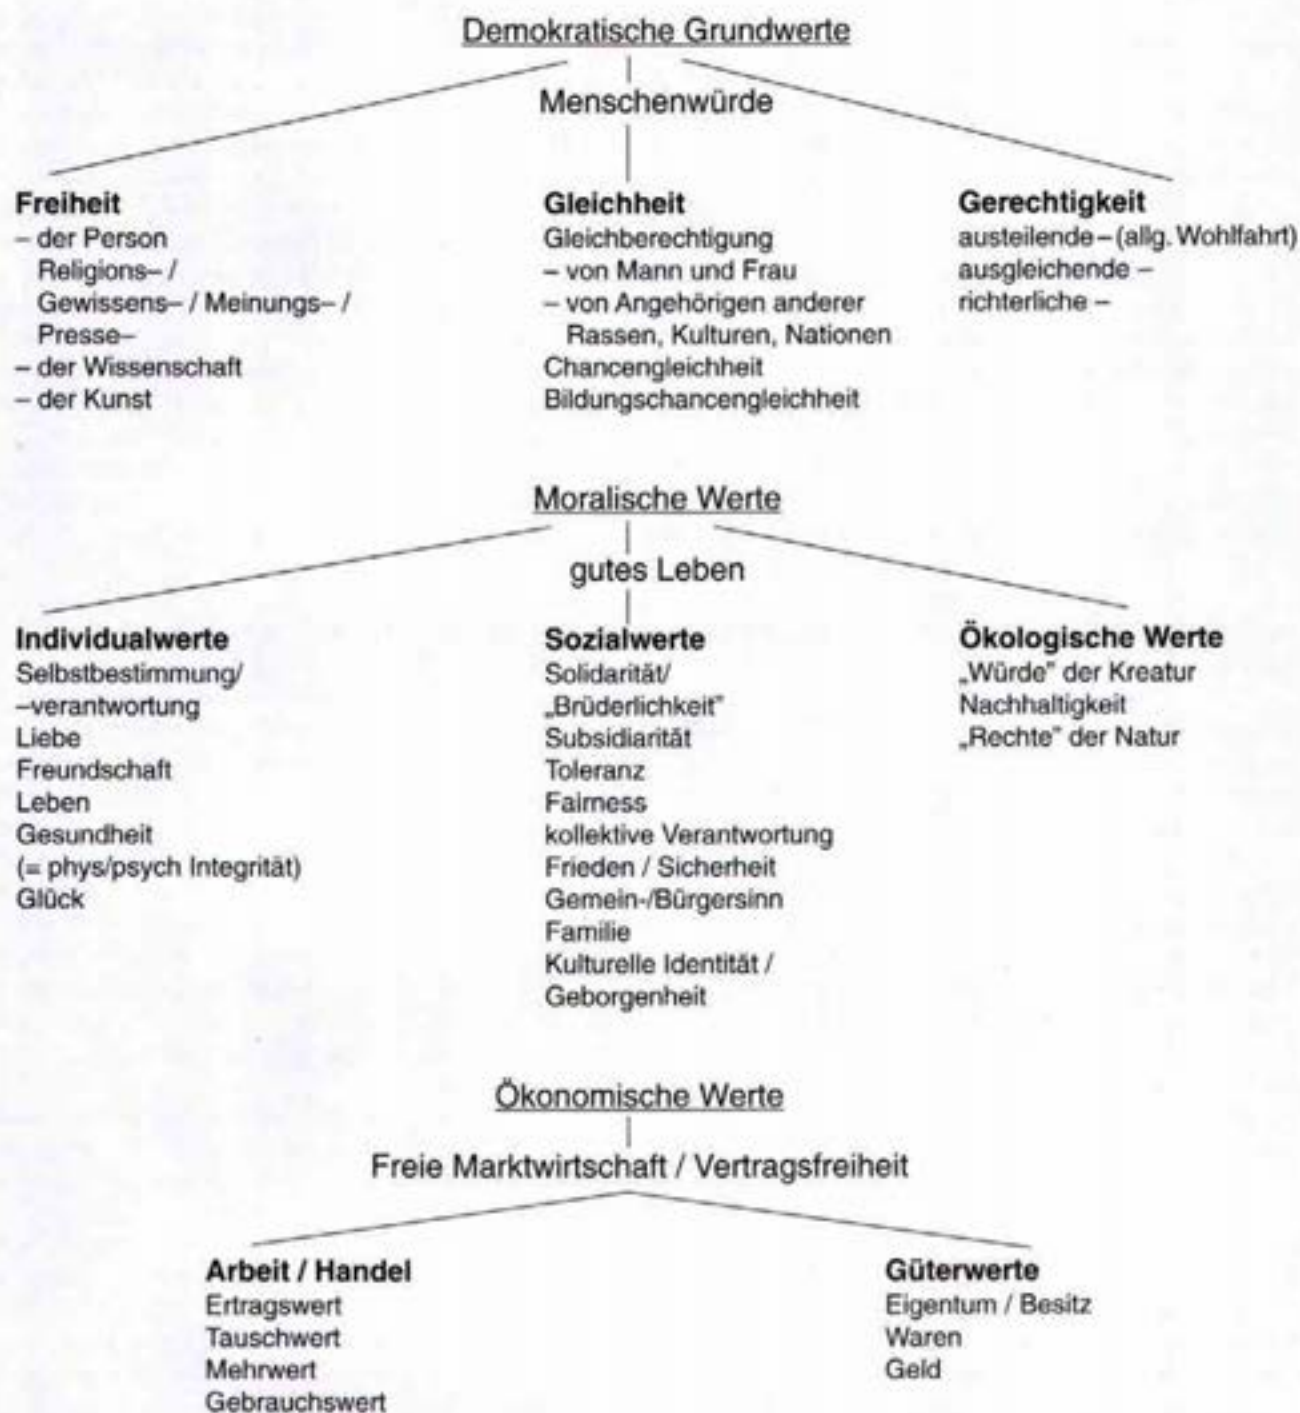 Demokratische Grundwerte
Menschenwürde
Freiheit
– der Person
Religions– /
Gewissens– / Meinungs– /
Presse–
– der Wissenschaft
– der Kunst
Gleichheit
Gleichberechtigung
– von Mann und Frau
– von Angehörigen anderer
Rassen, Kulturen, Nationen
Chancengleichheit
Bildungschancengleichheit
Gerechtigkeit
austeilende – (allg. Wohlfahrt)
ausgleichende –
richterliche –
Moralische Werte
gutes Leben
Individualwerte
Selbstbestimmung/
–verantwortung
Liebe
Freundschaft
Leben
Gesundheit
(= phys/psych Integrität)
Glück
Sozialwerte
Solidarität/
„Brüderlichkeit"
Subsidiarität
Toleranz
Fairness
kollektive Verantwortung
Frieden / Sicherheit
Gemein-/Bürgersinn
Familie
Kulturelle Identität /
Geborgenheit
Ökologische Werte
„Würde" der Kreatur
Nachhaltigkeit
„Rechte" der Natur
Ökonomische Werte
Freie Marktwirtschaft / Vertragsfreiheit
Arbeit / Handel
Ertragswert
Tauschwert
Mehrwert
Gebrauchswert
Güterwerte
Eigentum / Besitz
Waren
Geld